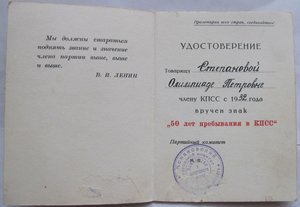 Мы должны стараться
поднять звание и значение
члена партии выше, выше
и выше.
В. И. ЛЕНИН.
Пролетарии всех стран, соединяйтесь!
УДОСТОВЕРЕНИЕ
Товарищу Степановой
Олимпиаде Петровне
члену КПСС с 1932 года
вручен знак
"50 лет пребывания в КПСС"
Партийный комитет